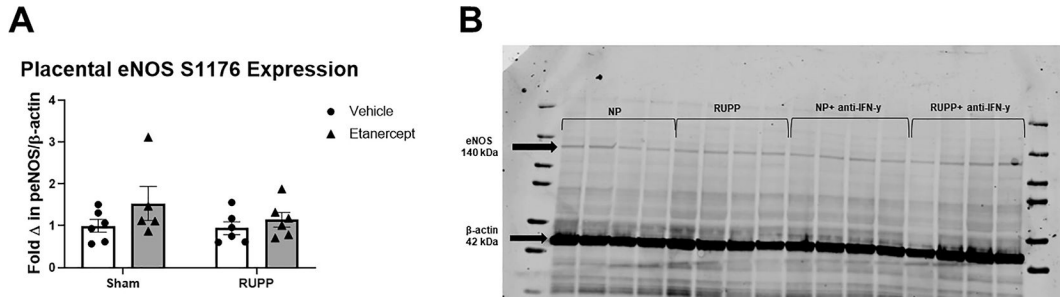 A
Placental eNOS S1176 Expression
Fold Δ in peNOS/β-actin
4
3
2
1
0
Sham
RUPP
Vehicle
Etanercept
B
NP
RUPP
NP+ anti-IFN-y
RUPP+ anti-IFN-y
eNOS
140 kDa
β-actin
42 kDa